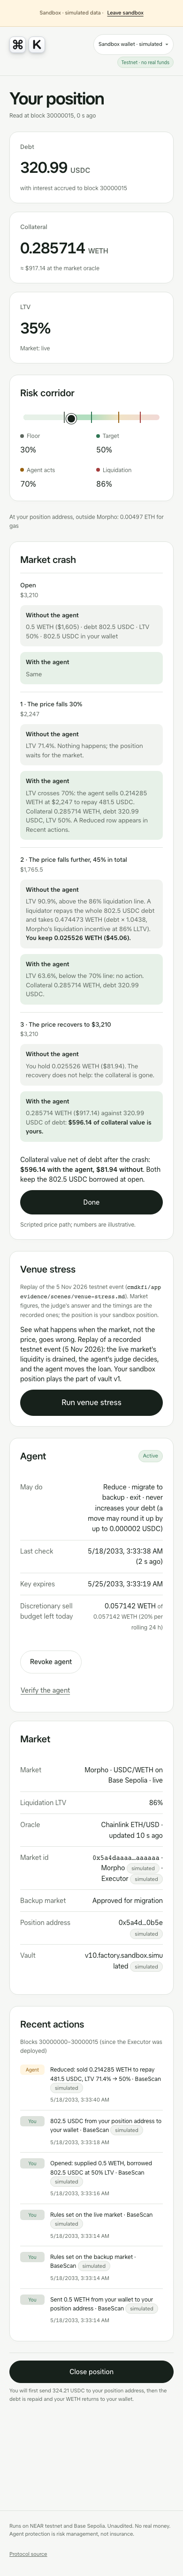 Sandbox · simulated data · Leave sandbox
⌘ K
Sandbox wallet · simulated
Testnet · no real funds
Your position
Read at block 30000015, 0 s ago
Debt
320.99 USDC
with interest accrued to block 30000015
Collateral
0.285714 WETH
≈ $917.14 at the market oracle
LTV
35%
Market: live
Risk corridor
Floor
30%
Target
50%
Agent acts
70%
Liquidation
86%
At your position address, outside Morpho: 0.00497 ETH for
gas
Market crash
Open
$3,210
Without the agent
0.5 WETH ($1,605) · debt 802.5 USDC · LTV
50% · 802.5 USDC in your wallet
With the agent
Same
1 · The price falls 30%
$2,247
Without the agent
LTV 71.4%. Nothing happens; the position
waits for the market.
With the agent
LTV crosses 70%: the agent sells 0.214285
WETH at $2,247 to repay 481.5 USDC.
Collateral 0.285714 WETH, debt 320.99
USDC, LTV 50%. A Reduced row appears in
Recent actions.
2 · The price falls further, 45% in total
$1,765.5
Without the agent
LTV 90.9%, above the 86% liquidation line. A
liquidator repays the whole 802.5 USDC debt
and takes 0.474473 WETH (debt × 1.0438,
Morpho's liquidation incentive at 86% LLTV).
You keep 0.025526 WETH ($45.06).
With the agent
LTV 63.6%, below the 70% line: no action.
Collateral 0.285714 WETH, debt 320.99
USDC.
3 · The price recovers to $3,210
$3,210
Without the agent
You hold 0.025526 WETH ($81.94). The
recovery does not help: the collateral is gone.
With the agent
0.285714 WETH ($917.14) against 320.99
USDC of debt: $596.14 of collateral value is
yours.
Collateral value net of debt after the crash:
$596.14 with the agent, $81.94 without. Both
keep the 802.5 USDC borrowed at open.
Done
Scripted price path; numbers are illustrative.
Venue stress
Replay of the 5 Nov 2026 testnet event (cmdkfi/app
evidence/scenes/venue-stress.md). Market
figures, the judge's answer and the timings are the
recorded ones; the position is your sandbox position.
See what happens when the market, not the
price, goes wrong. Replay of a recorded
testnet event (5 Nov 2026): the live market's
liquidity is drained, the agent's judge decides,
and the agent moves the loan. Your sandbox
position plays the part of vault v1.
Run venue stress
Agent
Active
May do
Reduce · migrate to
backup · exit · never
increases your debt (a
move may round it up by
up to 0.000002 USDC)
Last check
5/18/2033, 3:33:38 AM
(2 s ago)
Key expires
5/25/2033, 3:33:19 AM
Discretionary sell
budget left today
0.057142 WETH of
0.057142 WETH (20% per
rolling 24 h)
Revoke agent
Verify the agent
Market
Market
Morpho · USDC/WETH on
Base Sepolia · live
Liquidation LTV
86%
Oracle
Chainlink ETH/USD ·
updated 10 s ago
Market id
0x5a4daaaa…aaaaaa ·
Morpho simulated ·
Executor simulated
Backup market
Approved for migration
Position address
0x5a4d…0b5e
simulated
Vault
v10.factory.sandbox.simu
lated simulated
Recent actions
Blocks 30000000–30000015 (since the Executor was
deployed)
Agent
Reduced: sold 0.214285 WETH to repay
481.5 USDC, LTV 71.4% → 50% · BaseScan
simulated
5/18/2033, 3:33:40 AM
You
802.5 USDC from your position address to
your wallet · BaseScan simulated
5/18/2033, 3:33:18 AM
You
Opened: supplied 0.5 WETH, borrowed
802.5 USDC at 50% LTV · BaseScan
simulated
5/18/2033, 3:33:16 AM
You
Rules set on the live market · BaseScan
simulated
5/18/2033, 3:33:14 AM
You
Rules set on the backup market ·
BaseScan simulated
5/18/2033, 3:33:14 AM
You
Sent 0.5 WETH from your wallet to your
position address · BaseScan simulated
5/18/2033, 3:33:14 AM
Close position
You will first send 324.21 USDC to your position address, then the
debt is repaid and your WETH returns to your wallet.
Runs on NEAR testnet and Base Sepolia. Unaudited. No real money.
Agent protection is risk management, not insurance.
Protocol source